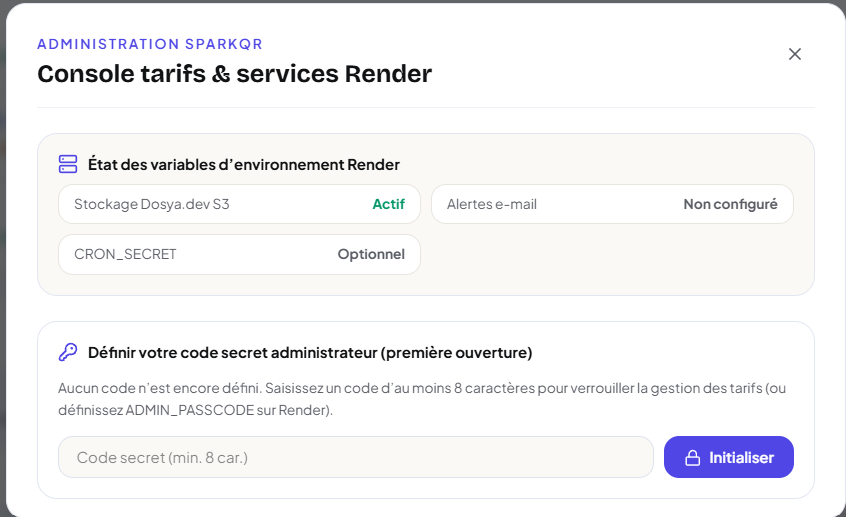 ADMINISTRATION SPARKQR
Console tarifs & services Render
État des variables d’environnement Render
Stockage Dosya.dev S3 Actif
Alertes e-mail Non configuré
CRON_SECRET Optionnel
Définir votre code secret administrateur (première ouverture)
Aucun code n’est encore défini. Saisissez un code d’au moins 8 caractères pour verrouiller la gestion des tarifs (ou
définissez ADMIN_PASSCODE sur Render).
Code secret (min. 8 car.)
Initialiser